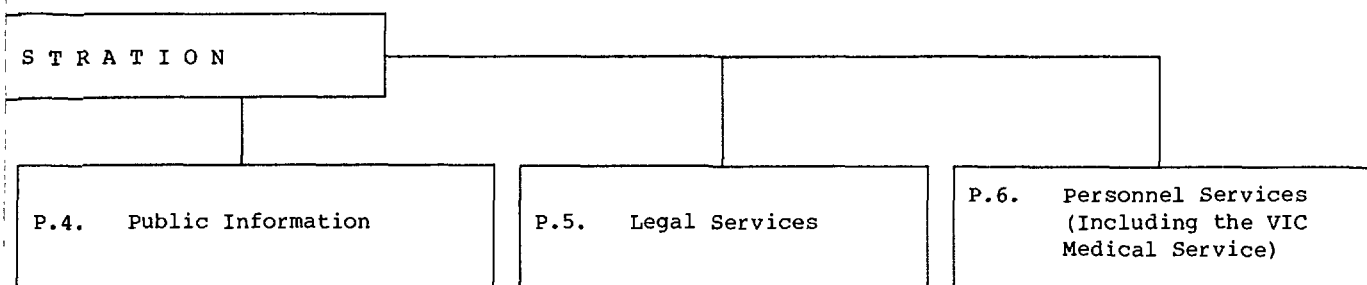 S T R A T I O N
P.4. Public Information
P.5. Legal Services
P.6. Personnel Services
(Including the VIC
Medical Service)